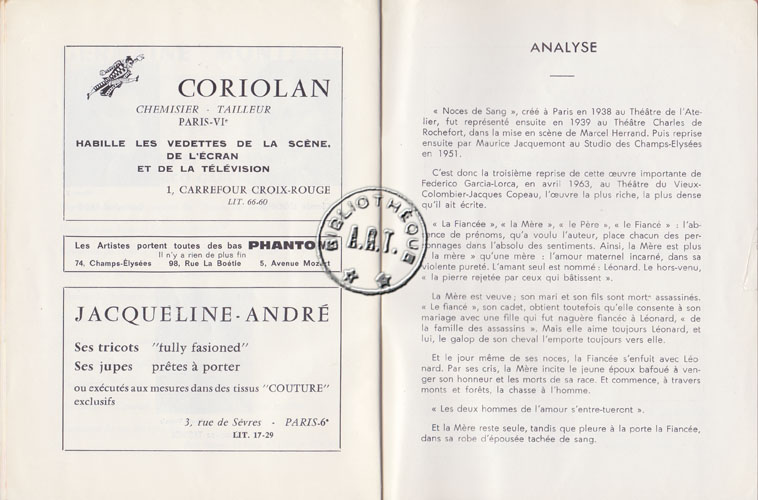 CORIOLAN
CHEMISIER - TAILLEUR
PARIS-VIe
HABILLE LES VEDETTES DE LA SCÈNE,
DE L'ÉCRAN
ET DE LA TÉLÉVISION
1, CARREFOUR CROIX-ROUGE
LIT. 66-60
Les Artistes portent toutes des bas PHANTO
Il n'y a rien de plus fin
74, Champs-Élysées 98, Rue La Boëtie 5, Avenue Mozart
JACQUELINE-ANDRÉ
Ses tricots "fully fasioned"
Ses jupes prêtes à porter
ou exécutés aux mesures dans des tissus "COUTURE"
exclusifs
3, rue de Sèvres - PARIS-6e
LIT. 17-29
BIBLIOTHÈQUE
A.R.T.
ANALYSE
« Noces de Sang », créé à Paris en 1938 au Théâtre de l'Ate-
lier, fut représenté ensuite en 1939 au Théâtre Charles de
Rochefort, dans la mise en scène de Marcel Herrand. Puis reprise
ensuite par Maurice Jacquemont au Studio des Champs-Elysées
en 1951.
C'est donc la troisième reprise de cette œuvre importante de
Federico Garcia-Lorca, en avril 1963, au Théâtre du Vieux-
Colombier-Jacques Copeau, l'œuvre la plus riche, la plus dense
qu'il ait écrite.
« La Fiancée », « la Mère », « le Père », « le Fiancé » : l'ab-
ence de prénoms, qu'a voulu l'auteur, place chacun des per-
onnages dans l'absolu des sentiments. Ainsi, la Mère est plus
la mère » qu'une mère : l'amour maternel incarné, dans sa
violente pureté. L'amant seul est nommé : Léonard. Le hors-venu,
« la pierre rejetée par ceux qui bâtissent ».
La Mère est veuve ; son mari et son fils sont morts assassinés.
« Le fiancé », son cadet, obtient toutefois qu'elle consente à son
mariage avec une fille qui fut naguère fiancée à Léonard, « de
la famille des assassins ». Mais elle aime toujours Léonard, et
lui, le galop de son cheval l'emporte toujours vers elle.
Et le jour même de ses noces, la Fiancée s'enfuit avec Léo
nard. Par ses cris, la Mère incite le jeune époux bafoué à ven-
ger son honneur et les morts de sa race. Et commence, à travers
monts et forêts, la chasse à l'homme.
« Les deux hommes de l'amour s'entre-tueront ».
Et la Mère reste seule, tandis que pleure à la porte la Fiancée,
dans sa robe d'épousée tachée de sang.